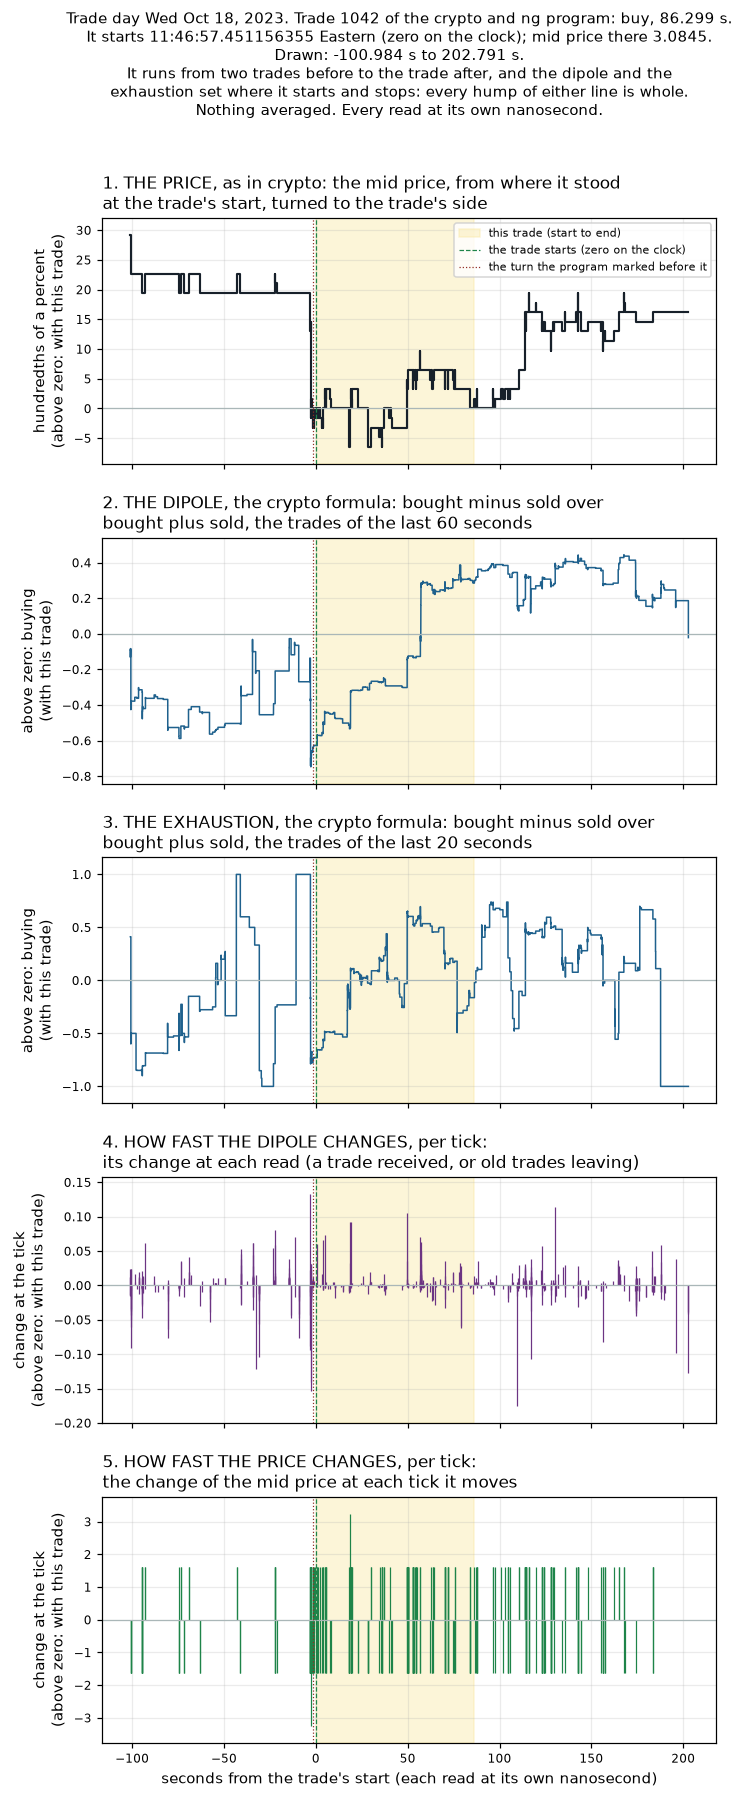 Trade day Wed Oct 18, 2023. Trade 1042 of the crypto and ng program: buy, 86.299 s.
It starts 11:46:57.451156355 Eastern (zero on the clock); mid price there 3.0845.
Drawn: -100.984 s to 202.791 s.
It runs from two trades before to the trade after, and the dipole and the
exhaustion set where it starts and stops: every hump of either line is whole.
Nothing averaged. Every read at its own nanosecond.
1. THE PRICE, as in crypto: the mid price, from where it stood
at the trade's start, turned to the trade's side
this trade (start to end)
the trade starts (zero on the clock)
the turn the program marked before it
30
25
20
15
10
5
0
−5
hundredths of a percent
(above zero: with this trade)
2. THE DIPOLE, the crypto formula: bought minus sold over
bought plus sold, the trades of the last 60 seconds
0.4
0.2
0.0
−0.2
−0.4
−0.6
−0.8
above zero: buying
(with this trade)
3. THE EXHAUSTION, the crypto formula: bought minus sold over
bought plus sold, the trades of the last 20 seconds
1.0
0.5
0.0
−0.5
−1.0
above zero: buying
(with this trade)
4. HOW FAST THE DIPOLE CHANGES, per tick:
its change at each read (a trade received, or old trades leaving)
0.15
0.10
0.05
0.00
−0.05
−0.10
−0.15
−0.20
change at the tick
(above zero: with this trade)
5. HOW FAST THE PRICE CHANGES, per tick:
the change of the mid price at each tick it moves
3
2
1
0
−1
−2
−3
change at the tick
(above zero: with this trade)
−100
−50
0
50
100
150
200
seconds from the trade's start (each read at its own nanosecond)